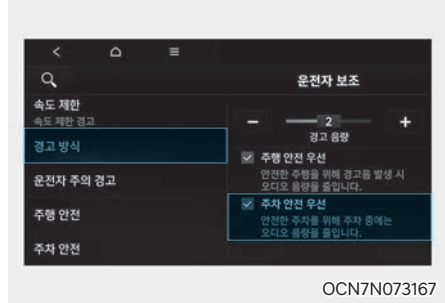 운전자 보조
속도 제한
속도 제한 경고
경고 방식
운전자 주의 경고
주행 안전
주차 안전
2
경고 음량
주행 안전 우선
안전한 주행을 위해 경고음 발생 시
오디오 음량을 줄입니다.
주차 안전 우선
안전한 주차를 위해 주차 중에는
오디오 음량을 줄입니다.
OCN7N073167